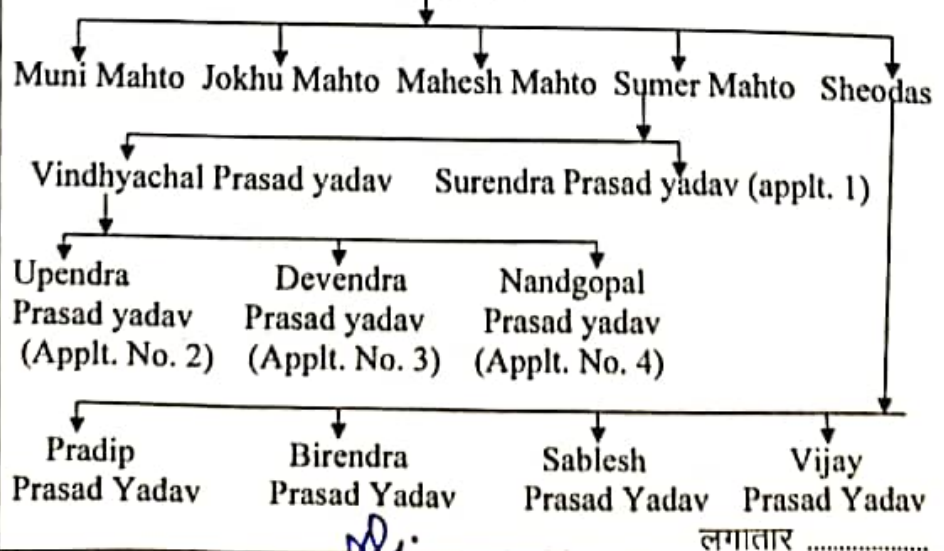 Muni Mahto Jokhu Mahto Mahesh Mahto Sumer Mahto Sheodas
Vindhyachal Prasad yadav Surendra Prasad yadav (applt. 1)
Upendra Devendra Nandgopal
Prasad yadav Prasad yadav Prasad yadav
(Applt. No. 2) (Applt. No. 3) (Applt. No. 4)
Pradip Birendra Sablesh Vijay
Prasad Yadav Prasad Yadav Prasad Yadav Prasad Yadav
लगातार ...................